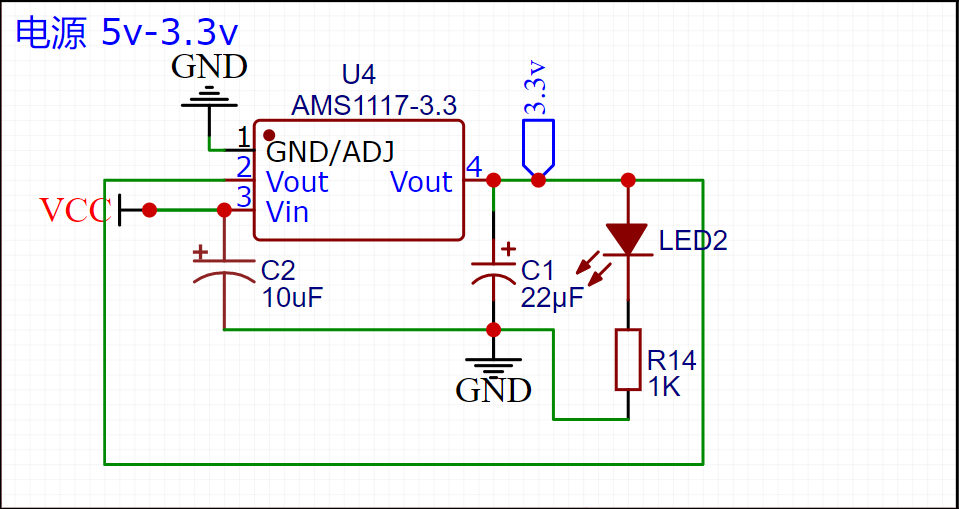 电源 5v-3.3v
GND
U4
AMS1117-3.3
3.3v
1
GND/ADJ
2
Vout
Vout
4
3
Vin
VCC
+
C2
10uF
+
C1
22µF
LED2
R14
1K
GND